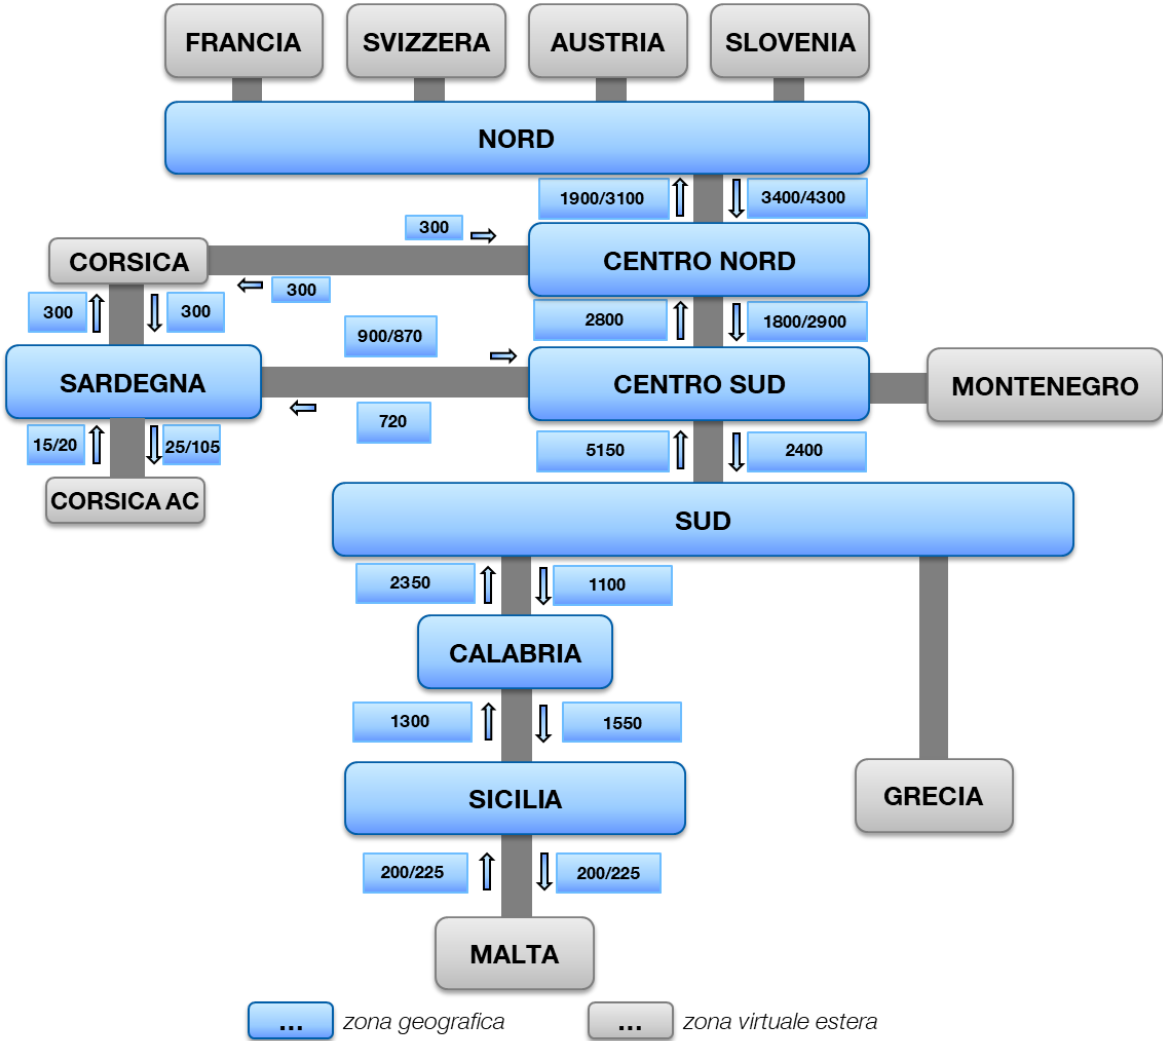 FRANCIA
SVIZZERA
AUSTRIA
SLOVENIA
NORD
1900/3100
3400/4300
300
CORSICA
CENTRO NORD
300
300
300
2800
1800/2900
900/870
SARDEGNA
CENTRO SUD
MONTENEGRO
720
15/20
25/105
5150
2400
CORSICA AC
SUD
2350
1100
CALABRIA
1300
1550
SICILIA
GRECIA
200/225
200/225
MALTA
... zona geografica
... zona virtuale estera